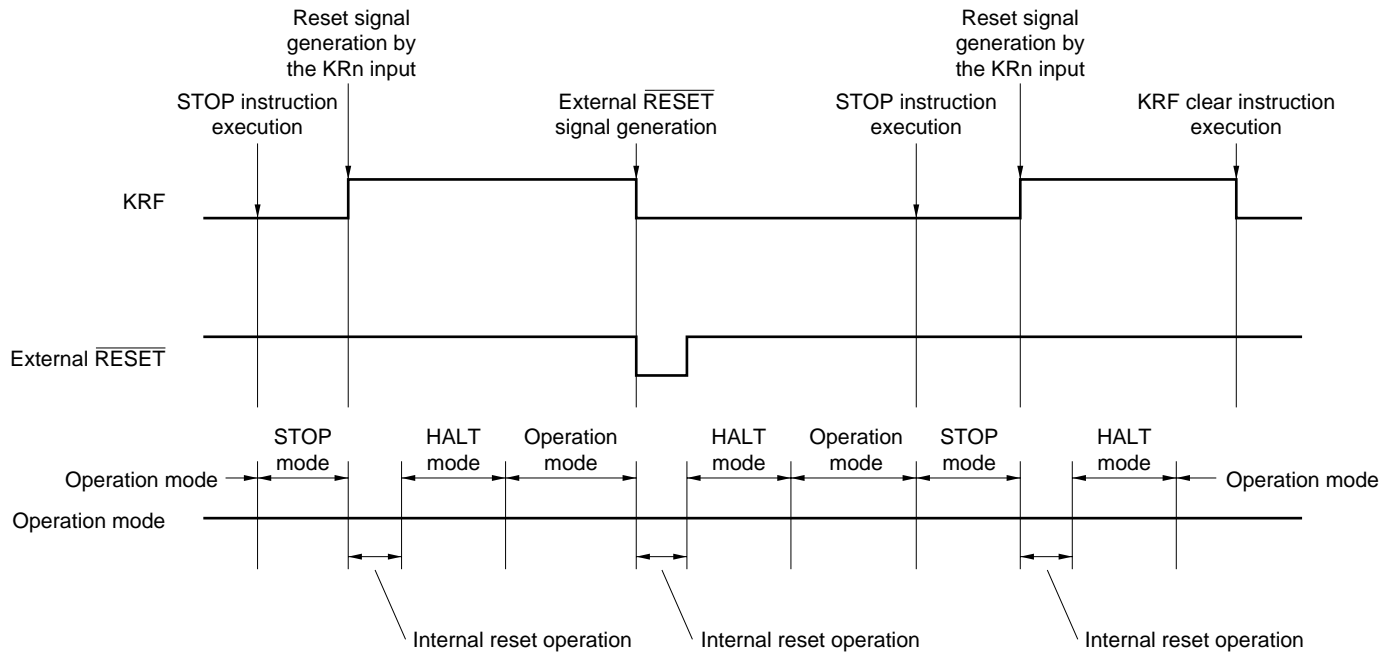 Reset signal
generation by
the KRn input
Reset signal
generation by
the KRn input
STOP instruction
execution
External RESET
signal generation
STOP instruction
execution
KRF clear instruction
execution
KRF
External RESET
STOP
mode
HALT
mode
Operation
mode
HALT
mode
Operation
mode
STOP
mode
HALT
mode
Operation mode
Operation mode
Operation mode
Internal reset operation
Internal reset operation
Internal reset operation